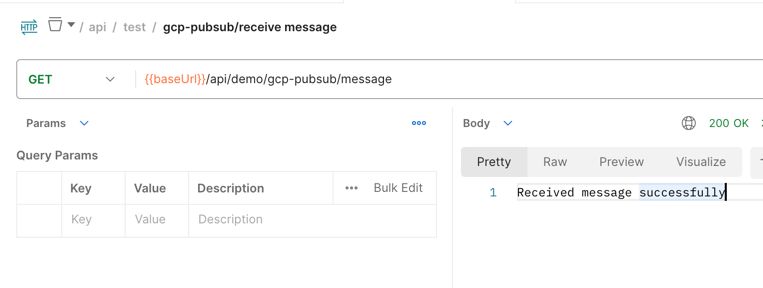 HTTP / api / test / gcp-pubsub/receive message
GET {{baseUrl}}/api/demo/gcp-pubsub/message
Params
Body 200 OK
Query Params
Pretty Raw Preview Visualize
Key Value Description Bulk Edit
1 Received message successfully
Key Value Description